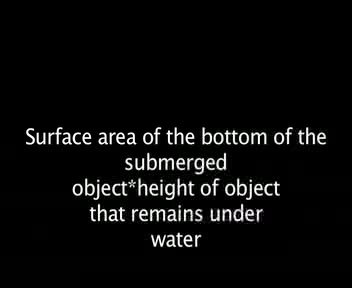 Surface area of the bottom of the
submerged
object*height of object
that remains under
water